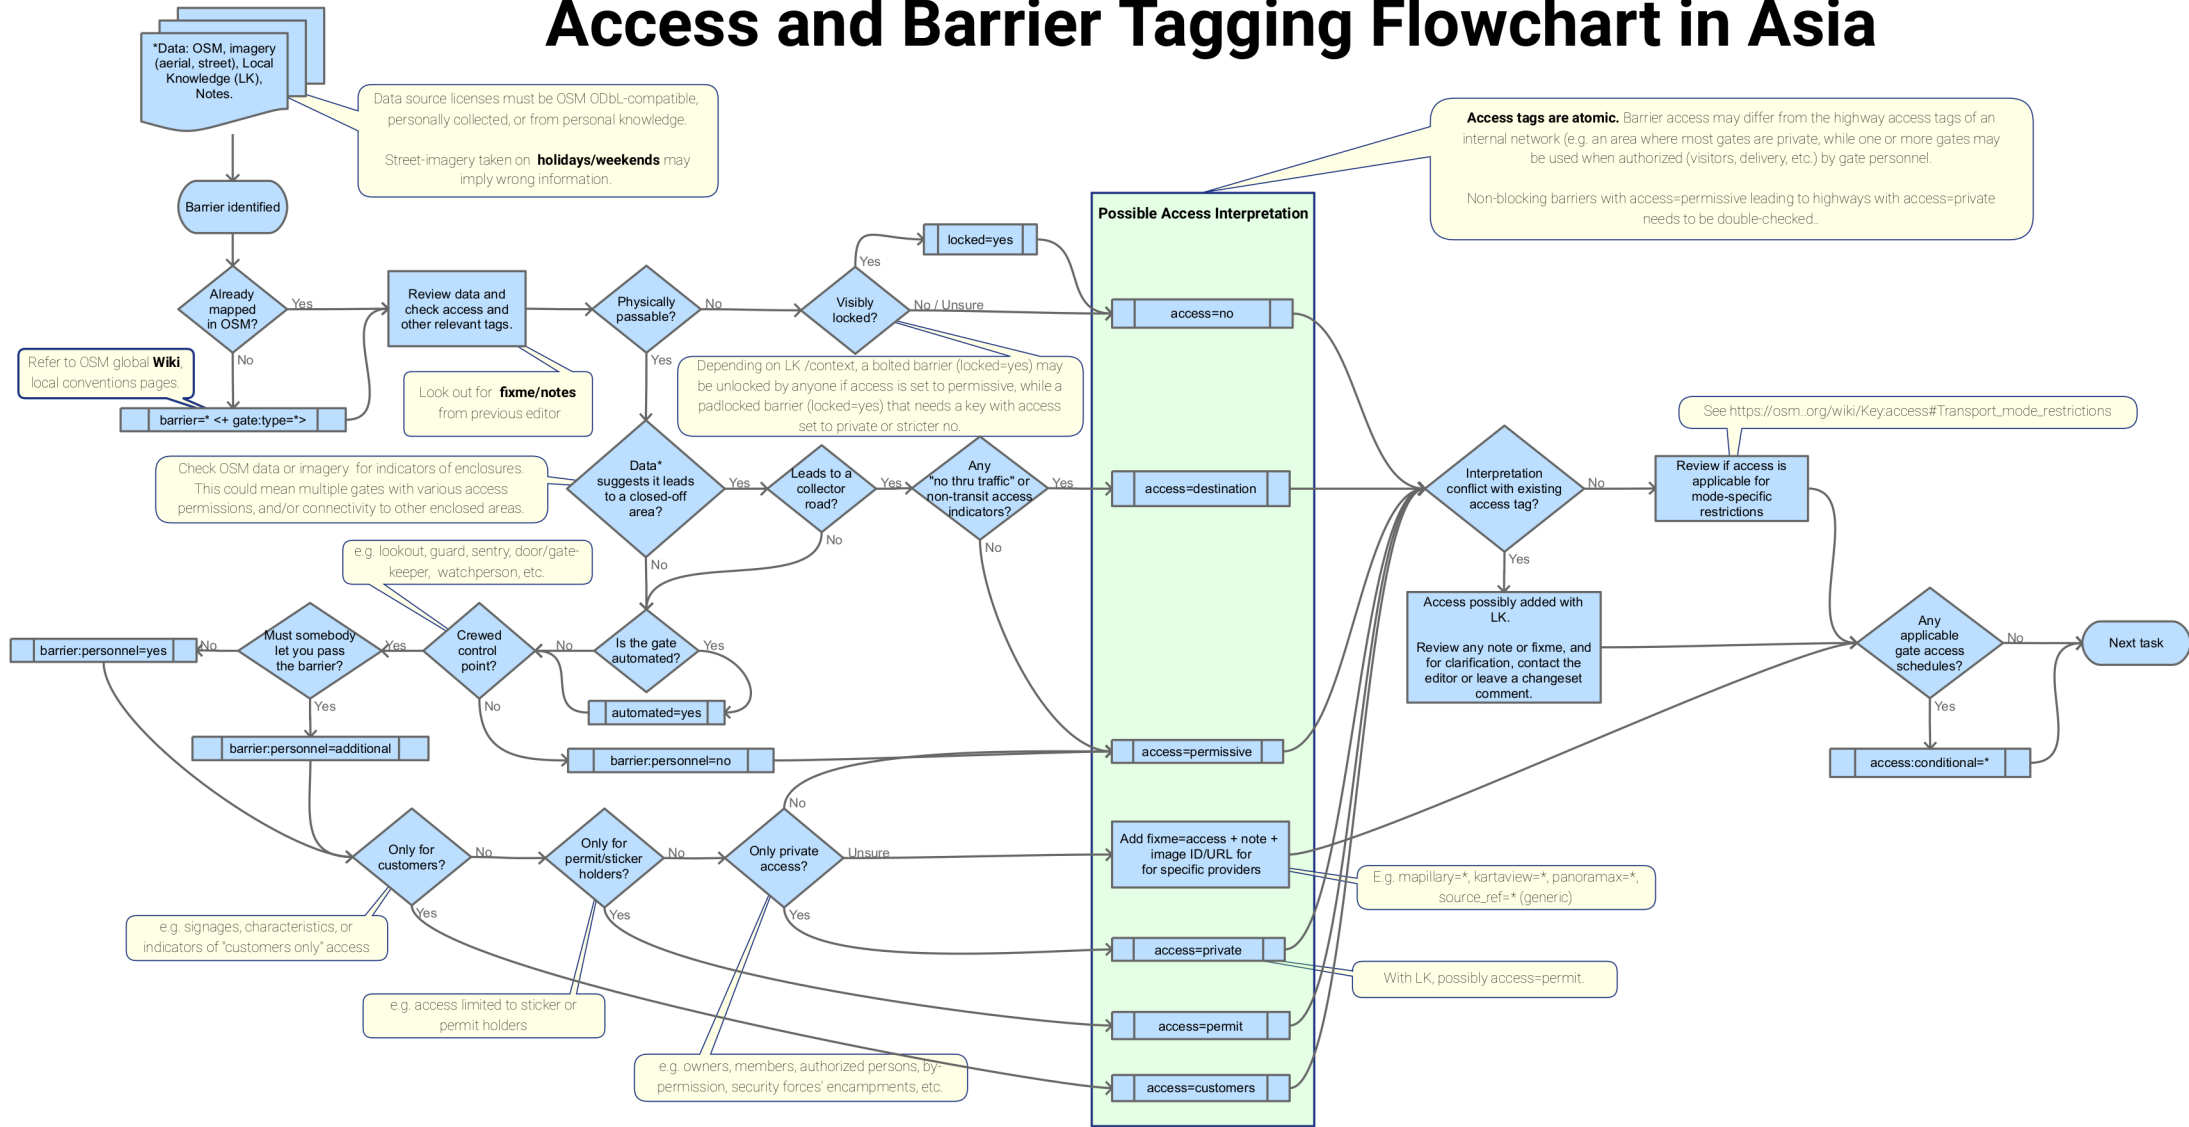 Access and Barrier Tagging Flowchart in Asia
*Data: OSM, imagery
(aerial, street), Local
Knowledge (LK),
Notes.
Data source licenses must be OSM ODbL-compatible,
personally collected, or from personal knowledge.
Street-imagery taken on holidays/weekends may
imply wrong information.
Access tags are atomic. Barrier access may differ from the highway access tags of an
internal network (e.g. an area where most gates are private, while one or more gates may
be used when authorized (visitors, delivery, etc.) by gate personnel.
Non-blocking barriers with access=permissive leading to highways with access=private
needs to be double-checked..
Barrier identified
Possible Access Interpretation
Already
mapped
in OSM?
Yes
No
Refer to OSM global Wiki,
local conventions pages.
barrier=* <+ gate:type=*>
Review data and
check access and
other relevant tags.
Look out for fixme/notes
from previous editor
Physically
passable?
No
Yes
Visibly
locked?
Yes
No / Unsure
locked=yes
access=no
Depending on LK /context, a bolted barrier (locked=yes) may
be unlocked by anyone if access is set to permissive, while a
padlocked barrier (locked=yes) that needs a key with access
set to private or stricter no.
Check OSM data or imagery for indicators of enclosures.
This could mean multiple gates with various access
permissions, and/or connectivity to other enclosed areas.
Data*
suggests it leads
to a closed-off
area?
Yes
No
Leads to a
collector
road?
Yes
No
Any
"no thru traffic" or
non-transit access
indicators?
Yes
No
access=destination
Interpretation
conflict with existing
access tag?
No
Yes
See https://osm..org/wiki/Key:access#Transport_mode_restrictions
Review if access is
applicable for
mode-specific
restrictions
Access possibly added with
LK.
Review any note or fixme, and
for clarification, contact the
editor or leave a changeset
comment.
Any
applicable
gate access
schedules?
No
Yes
Next task
access:conditional=*
e.g. lookout, guard, sentry, door/gate-
keeper, watchperson, etc.
barrier:personnel=yes
No
Must somebody
let you pass
the barrier?
Yes
Yes
Crewed
control
point?
No
No
Is the gate
automated?
Yes
automated=yes
barrier:personnel=additional
barrier:personnel=no
access=permissive
Only for
customers?
No
Yes
Only for
permit/sticker
holders?
No
Yes
Only private
access?
No
Unsure
Yes
Add fixme=access + note +
image ID/URL for
for specific providers
E.g. mapillary=*, kartaview=*, panoramax=*,
source_ref=* (generic)
e.g. signages, characteristics, or
indicators of "customers only" access
access=private
With LK, possibly access=permit.
e.g. access limited to sticker or
permit holders
access=permit
e.g. owners, members, authorized persons, by-
permission, security forces' encampments, etc.
access=customers